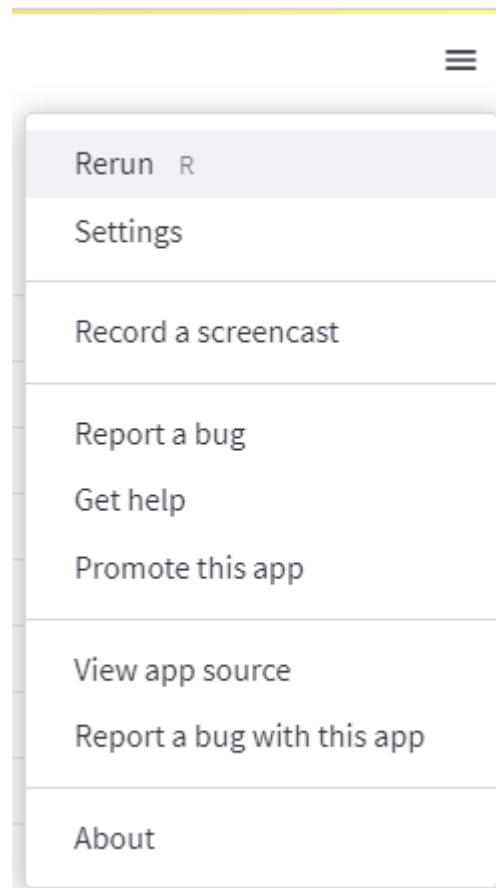 Rerun R
Settings
Record a screencast
Report a bug
Get help
Promote this app
View app source
Report a bug with this app
About